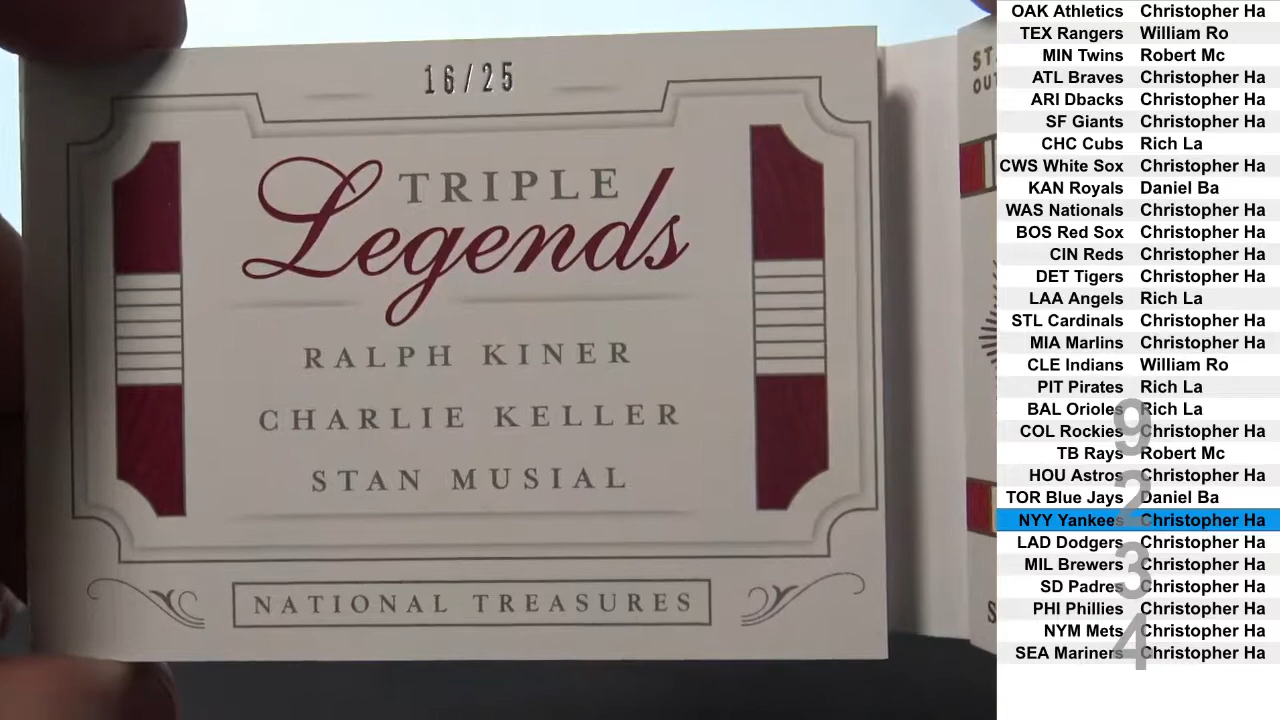 16/25
TRIPLE
Legends
RALPH KINER
CHARLIE KELLER
STAN MUSIAL
NATIONAL TREASURES
ST
OU
S
OAK Athletics Christopher Ha
TEX Rangers William Ro
MIN Twins Robert Mc
ATL Braves Christopher Ha
ARI Dbacks Christopher Ha
SF Giants Christopher Ha
CHC Cubs Rich La
CWS White Sox Christopher Ha
KAN Royals Daniel Ba
WAS Nationals Christopher Ha
BOS Red Sox Christopher Ha
CIN Reds Christopher Ha
DET Tigers Christopher Ha
LAA Angels Rich La
STL Cardinals Christopher Ha
MIA Marlins Christopher Ha
CLE Indians William Ro
PIT Pirates Rich La
BAL Orioles Rich La
COL Rockies Christopher Ha
TB Rays Robert Mc
HOU Astros Christopher Ha
TOR Blue Jays Daniel Ba
NYY Yankees Christopher Ha
LAD Dodgers Christopher Ha
MIL Brewers Christopher Ha
SD Padres Christopher Ha
PHI Phillies Christopher Ha
NYM Mets Christopher Ha
SEA Mariners Christopher Ha
9
2
3
4